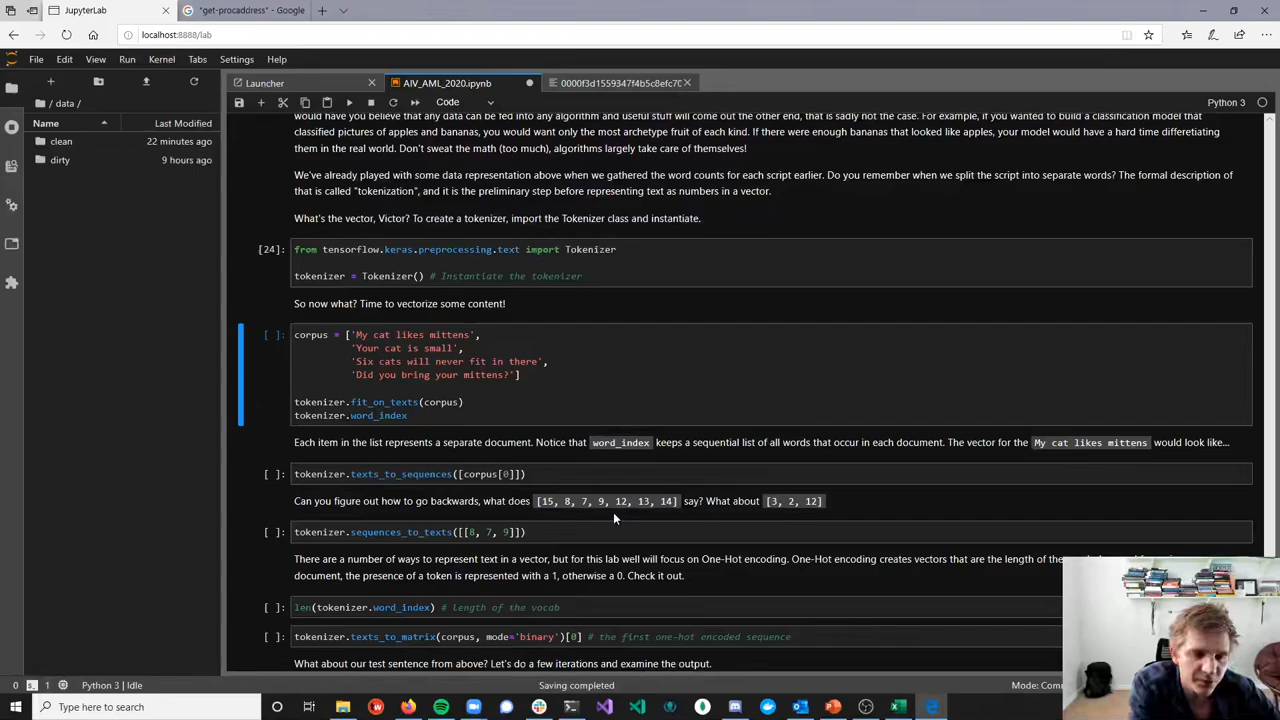 JupyterLab
"get-procaddress" - Google
localhost:8888/lab
File Edit View Run Kernel Tabs Settings Help
Launcher
AIV_AML_2020.ipynb
0000f3d1559347f4b5c8efc70
Code
Python 3
/ data /
Name Last Modified
clean 22 minutes ago
dirty 9 hours ago
would have you believe that any data can be fed into any algorithm and useful stuff will come out the other end, that is sadly not the case. For example, if you wanted to build a classification model that
classified pictures of apples and bananas, you would want only the most archetype fruit of each kind. If there were enough bananas that looked like apples, your model would have a hard time differetiating
them in the real world. Don't sweat the math (too much), algorithms largely take care of themselves!
We've already played with some data representation above when we gathered the word counts for each script earlier. Do you remember when we split the script into separate words? The formal description of
that is called "tokenization", and it is the preliminary step before representing text as numbers in a vector.
What's the vector, Victor? To create a tokenizer, import the Tokenizer class and instantiate.
[24]: from tensorflow.keras.preprocessing.text import Tokenizer
tokenizer = Tokenizer() # Instantiate the tokenizer
So now what? Time to vectorize some content!
[ ]: corpus = ['My cat likes mittens',
'Your cat is small',
'Six cats will never fit in there',
'Did you bring your mittens?']
tokenizer.fit_on_texts(corpus)
tokenizer.word_index
Each item in the list represents a separate document. Notice that word_index keeps a sequential list of all words that occur in each document. The vector for the My cat likes mittens would look like...
[ ]: tokenizer.texts_to_sequences([corpus[0]])
Can you figure out how to go backwards, what does [15, 8, 7, 9, 12, 13, 14] say? What about [3, 2, 12]
[ ]: tokenizer.sequences_to_texts([[8, 7, 9]])
There are a number of ways to represent text in a vector, but for this lab well will focus on One-Hot encoding. One-Hot encoding creates vectors that are the length of the
document, the presence of a token is represented with a 1, otherwise a 0. Check it out.
[ ]: len(tokenizer.word_index) # length of the vocab
[ ]: tokenizer.texts_to_matrix(corpus, mode='binary')[0] # the first one-hot encoded sequence
What about our test sentence from above? Let's do a few iterations and examine the output.
0 1 Python 3 | Idle
Saving completed
Mode: Comm
Type here to search